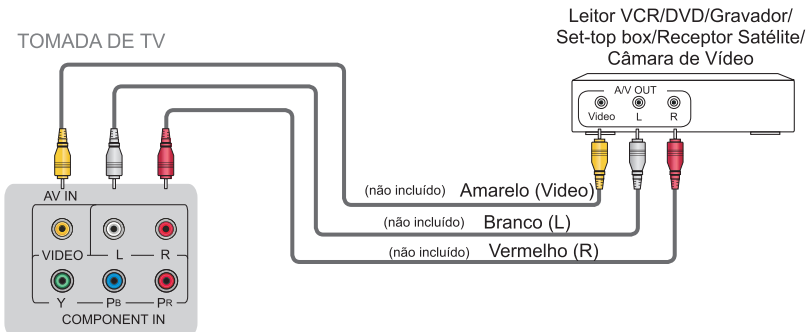 TOMADA DE TV
Leitor VCR/DVD/Gravador/
Set-top box/Receptor Satélite/
Câmara de Vídeo
A/V OUT
Video L R
(não incluído) Amarelo (Video)
(não incluído) Branco (L)
(não incluído) Vermelho (R)
AV IN
VIDEO L R
Y PB PR
COMPONENT IN